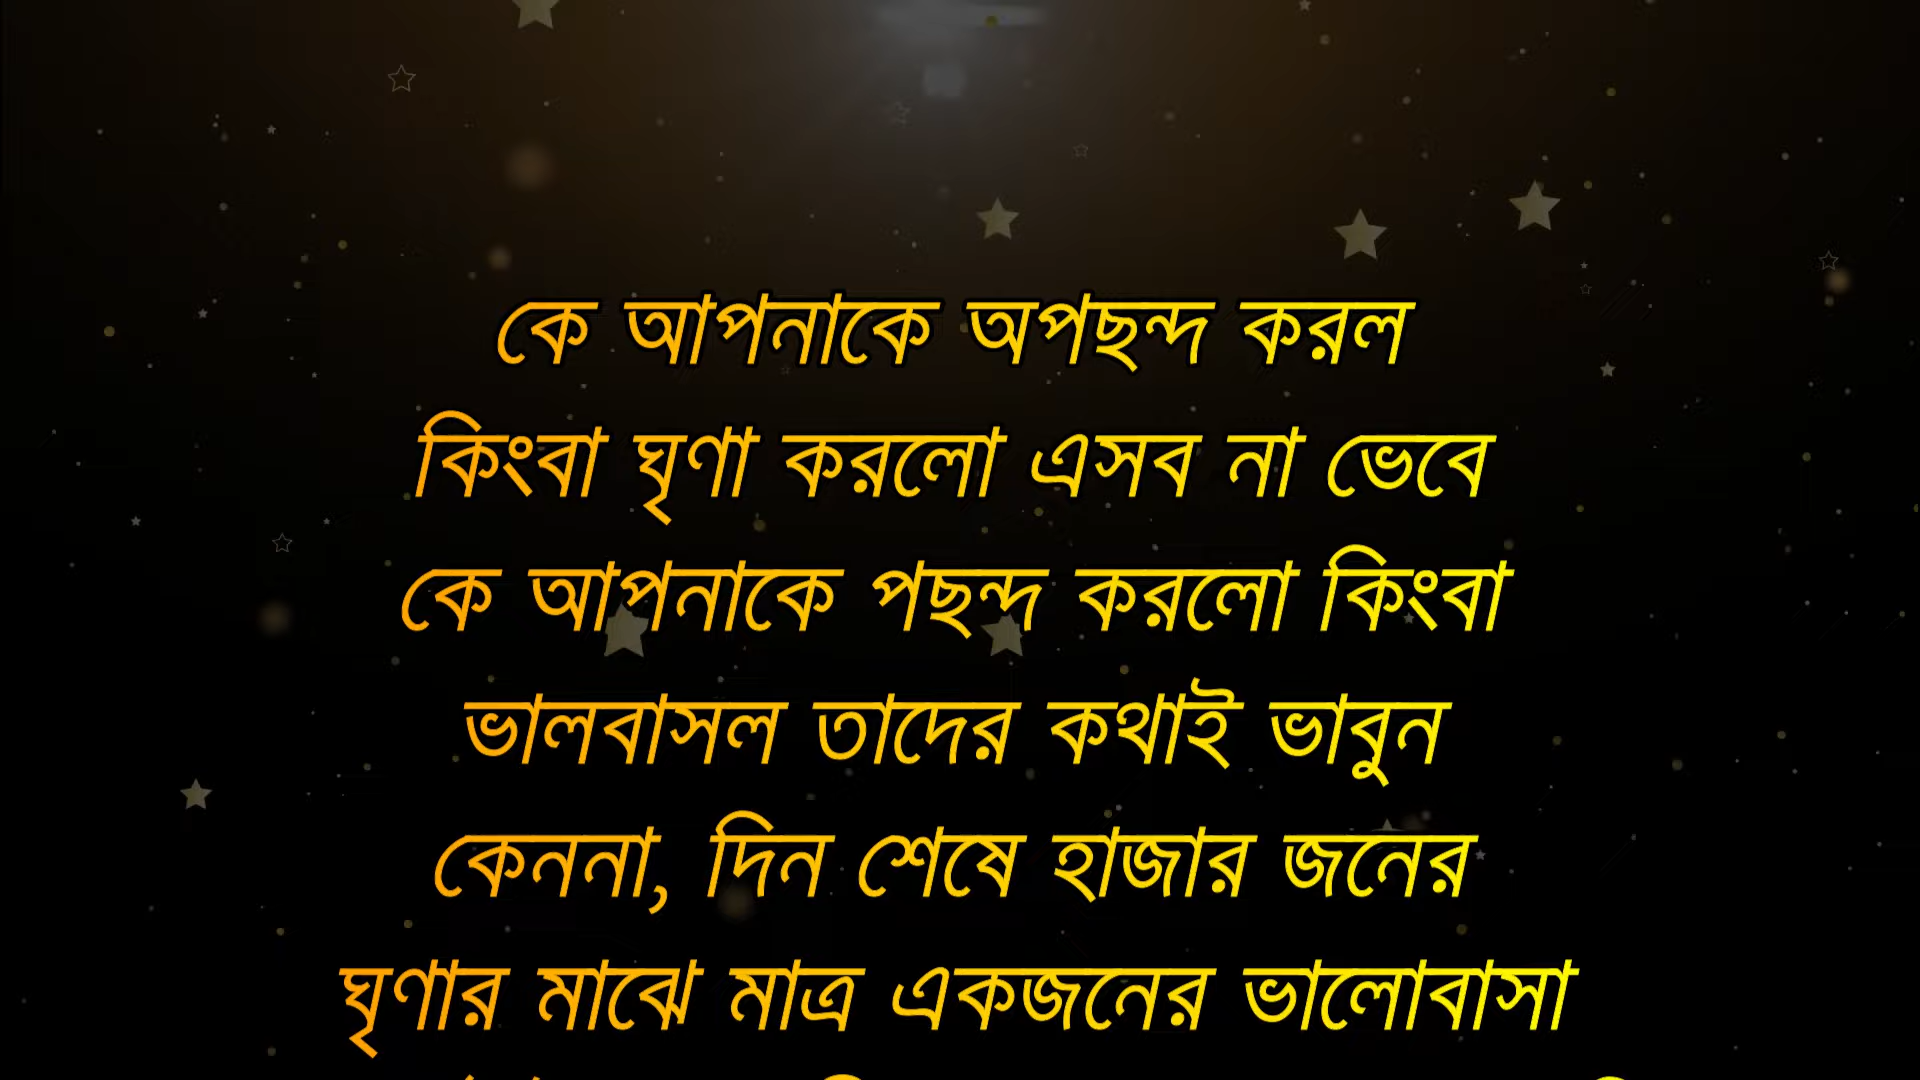 কে আপনাকে অপছন্দ করল
কিংবা ঘৃণা করলো এসব না ভেবে
কে আপনাকে পছন্দ করলো কিংবা
ভালবাসল তাদের কথাই ভাবুন
কেননা, দিন শেষে হাজার জনের
ঘৃণার মাঝে মাত্র একজনের ভালোবাসা